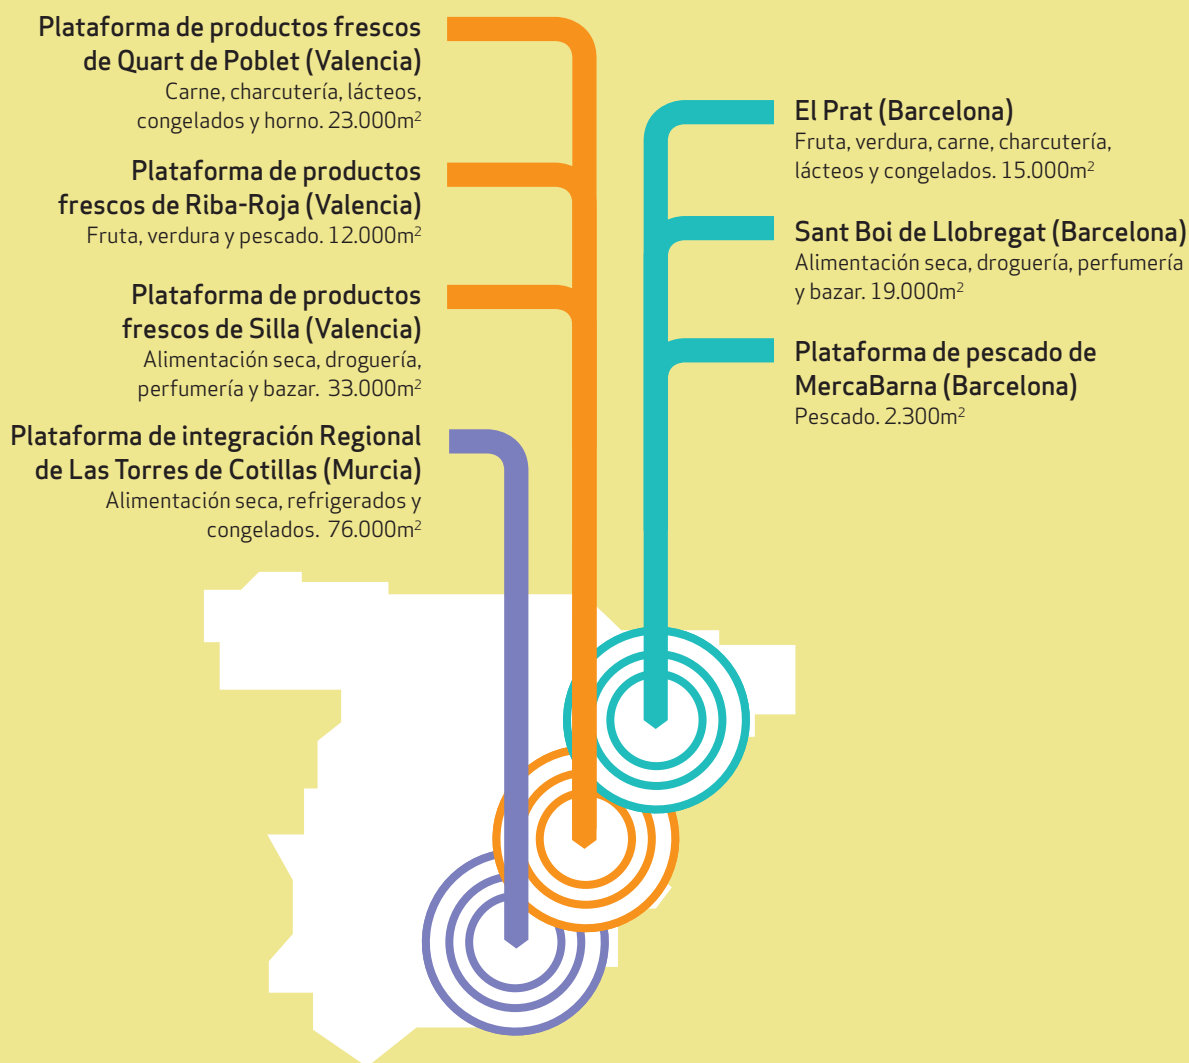 Plataforma de productos frescos
de Quart de Poblet (Valencia)
Carne, charcutería, lácteos,
congelados y horno. 23.000m²
Plataforma de productos
frescos de Riba-Roja (Valencia)
Fruta, verdura y pescado. 12.000m²
Plataforma de productos
frescos de Silla (Valencia)
Alimentación seca, droguería,
perfumería y bazar. 33.000m²
Plataforma de integración Regional
de Las Torres de Cotillas (Murcia)
Alimentación seca, refrigerados y
congelados. 76.000m²
El Prat (Barcelona)
Fruta, verdura, carne, charcutería,
lácteos y congelados. 15.000m²
Sant Boi de Llobregat (Barcelona)
Alimentación seca, droguería, perfumería
y bazar. 19.000m²
Plataforma de pescado de
MercaBarna (Barcelona)
Pescado. 2.300m²